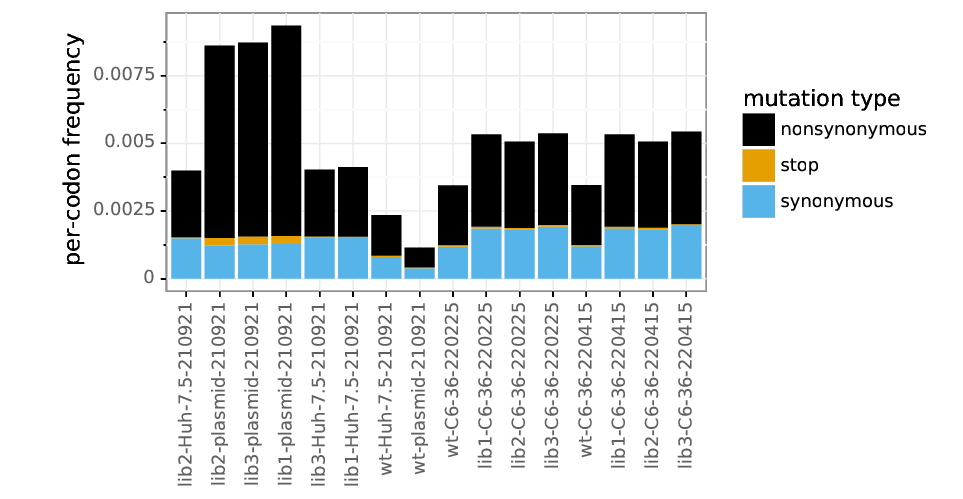 per-codon frequency
0.0075
0.005
0.0025
0
lib2-Huh-7.5-210921
lib2-plasmid-210921
lib3-plasmid-210921
lib1-plasmid-210921
lib3-Huh-7.5-210921
lib1-Huh-7.5-210921
wt-Huh-7.5-210921
wt-plasmid-210921
wt-C6-36-220225
lib1-C6-36-220225
lib2-C6-36-220225
lib3-C6-36-220225
wt-C6-36-220415
lib1-C6-36-220415
lib2-C6-36-220415
lib3-C6-36-220415
mutation type
nonsynonymous
stop
synonymous